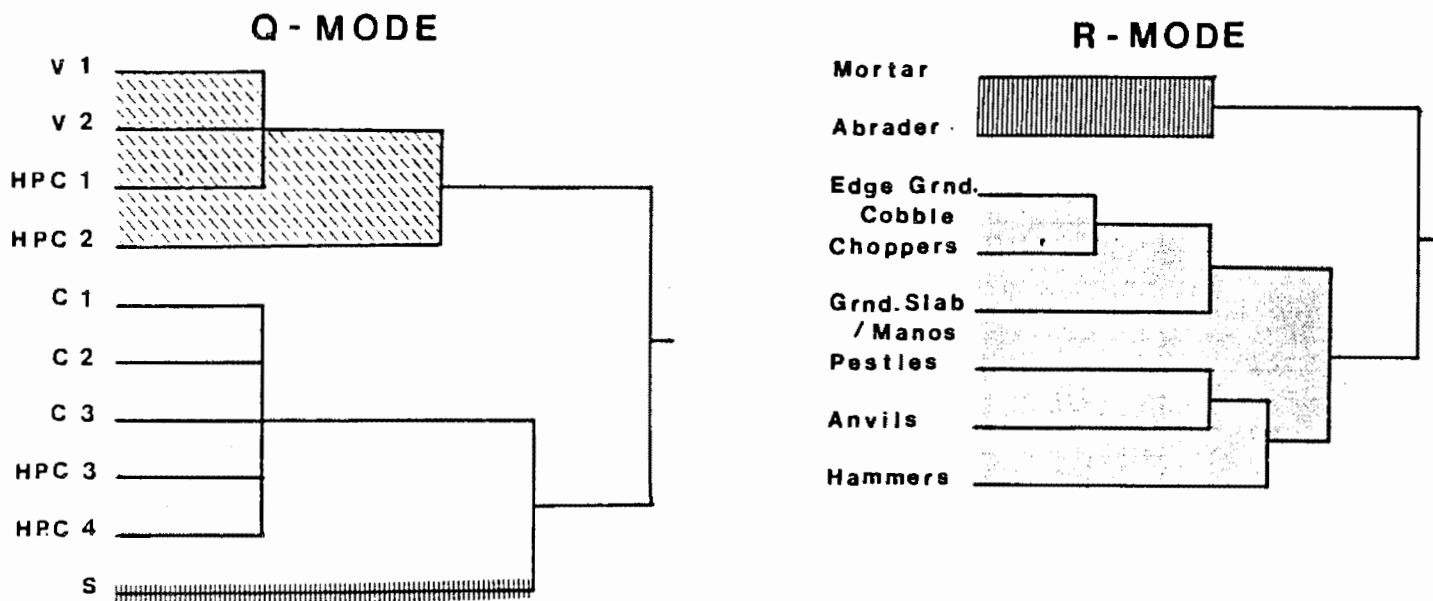 Q - MODE
V 1
V 2
HPC 1
HPC 2
C 1
C 2
C 3
HPC 3
HPC 4
S
R - MODE
Mortar
Abrader
Edge Grnd.
Cobble
Choppers
Grnd. Slab
/ Manos
Pestles
Anvils
Hammers